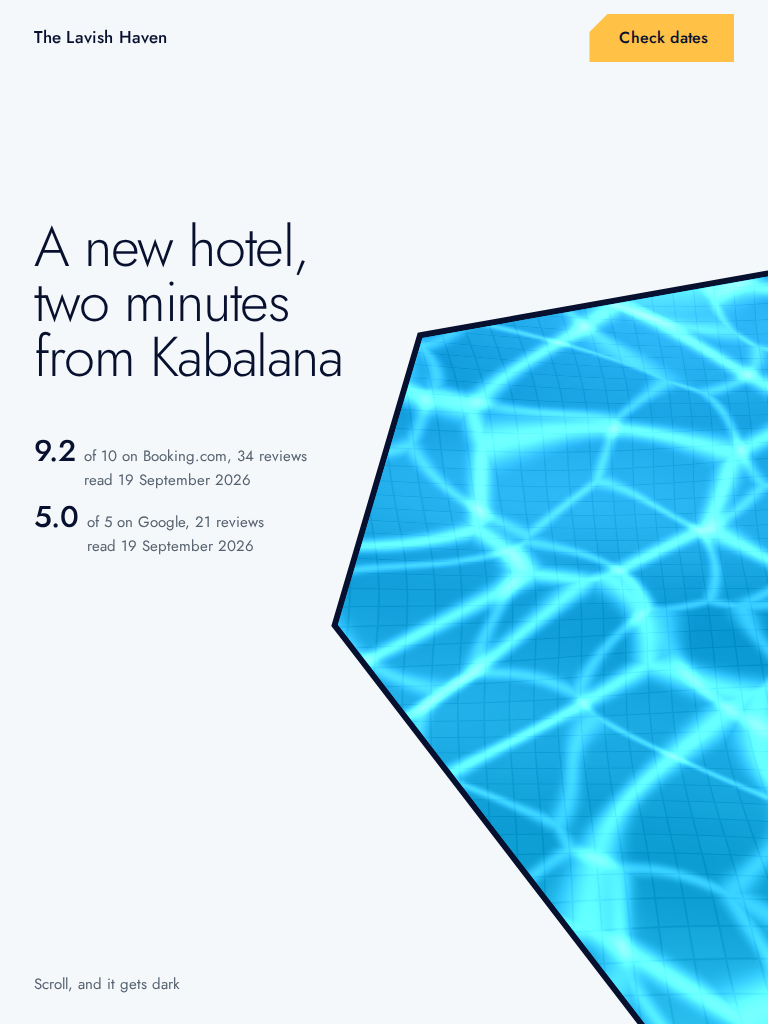 The Lavish Haven
Check dates
A new hotel,
two minutes
from Kabalana
9.2 of 10 on Booking.com, 34 reviews
read 19 September 2026
5.0 of 5 on Google, 21 reviews
read 19 September 2026
Scroll, and it gets dark